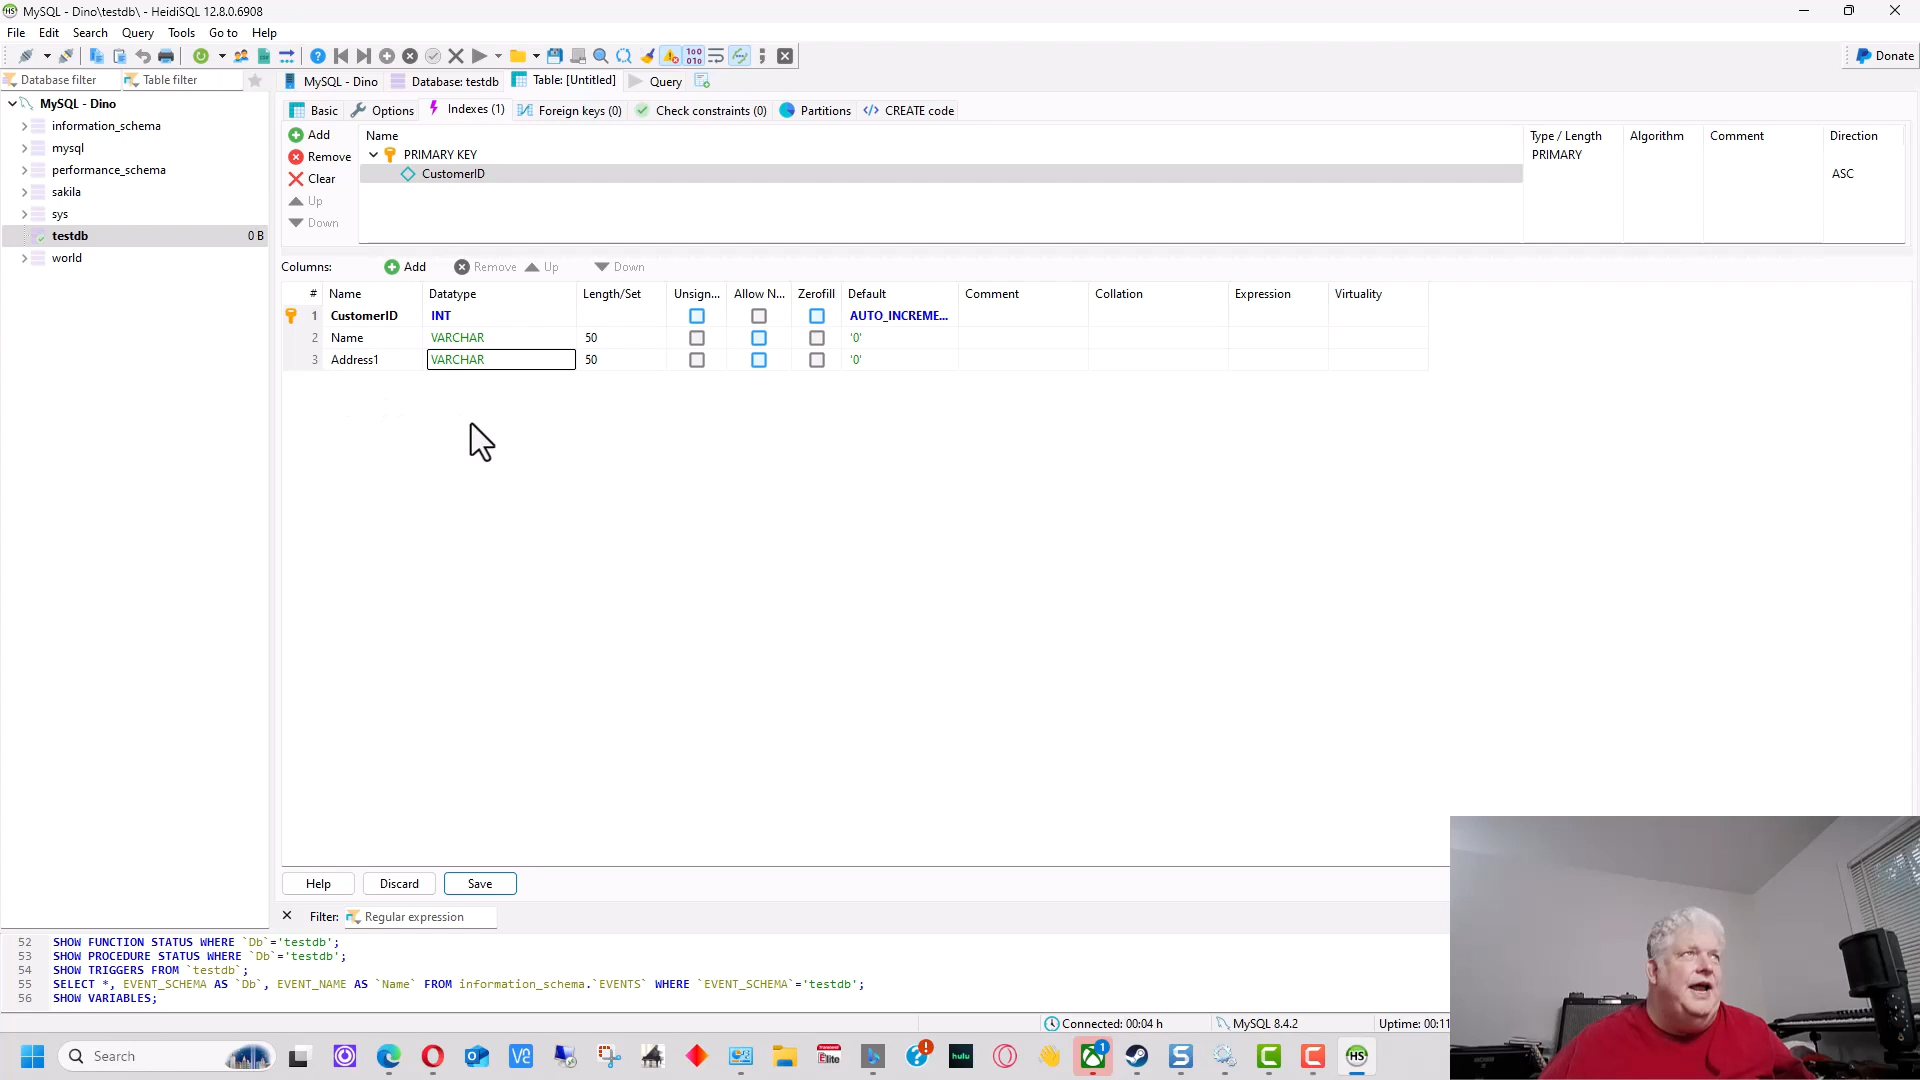 MySQL - Dino\testdb\ - HeidiSQL 12.8.0.6908
File Edit Search Query Tools Go to Help
Donate
Database filter Table filter
MySQL - Dino Database: testdb Table: [Untitled] Query
MySQL - Dino
information_schema
mysql
performance_schema
sakila
sys
testdb 0 B
world
Basic Options Indexes (1) Foreign keys (0) Check constraints (0) Partitions CREATE code
Add
Remove
Clear
Up
Down
Name Type / Length Algorithm Comment Direction
PRIMARY KEY PRIMARY
CustomerID ASC
Columns: Add Remove Up Down
# Name Datatype Length/Set Unsign... Allow N... Zerofill Default Comment Collation Expression Virtuality
1 CustomerID INT AUTO_INCREME...
2 Name VARCHAR 50 '0'
3 Address1 VARCHAR 50 '0'
Help Discard Save
Filter: Regular expression
52 SHOW FUNCTION STATUS WHERE `Db`='testdb';
53 SHOW PROCEDURE STATUS WHERE `Db`='testdb';
54 SHOW TRIGGERS FROM `testdb`;
55 SELECT *, EVENT_SCHEMA AS `Db`, EVENT_NAME AS `Name` FROM information_schema.`EVENTS` WHERE `EVENT_SCHEMA`='testdb';
56 SHOW VARIABLES;
Connected: 00:04 h MySQL 8.4.2 Uptime: 00:11
Search
hulu
HS